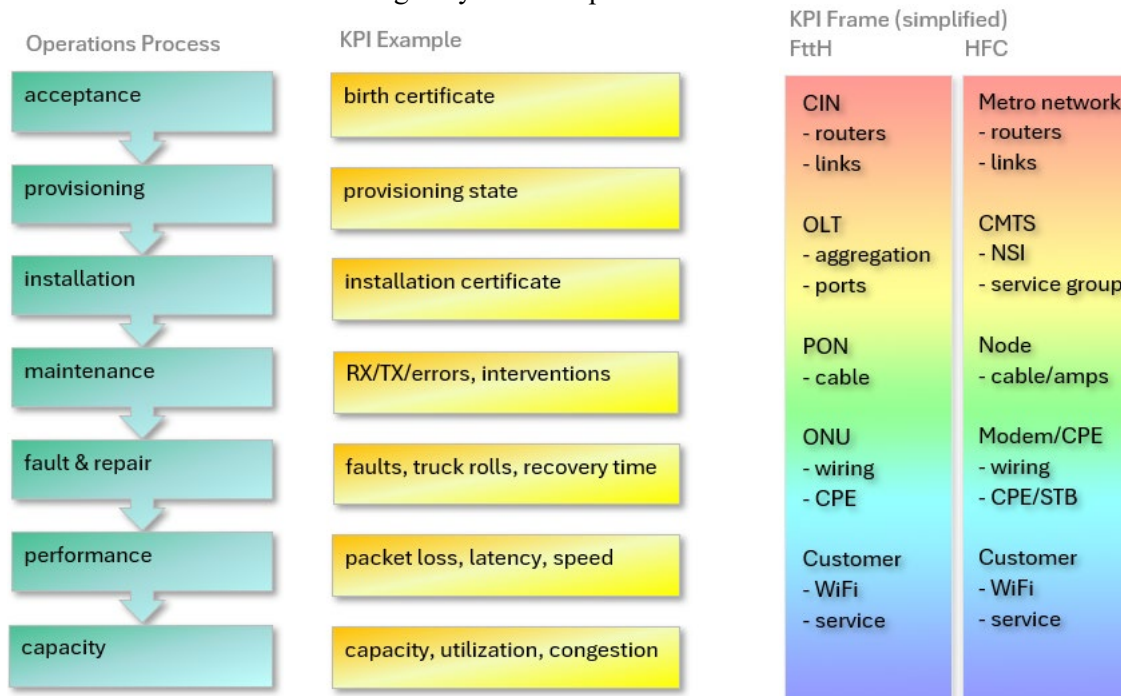 Operations Process
acceptance
provisioning
installation
maintenance
fault & repair
performance
capacity
KPI Example
birth certificate
provisioning state
installation certificate
RX/TX/errors, interventions
faults, truck rolls, recovery time
packet loss, latency, speed
capacity, utilization, congestion
KPI Frame (simplified)
FttH
CIN
- routers
- links
OLT
- aggregation
- ports
PON
- cable
ONU
- wiring
- CPE
Customer
- WiFi
- service
HFC
Metro network
- routers
- links
CMTS
- NSI
- service group
Node
- cable/amps
Modem/CPE
- wiring
- CPE/STB
Customer
- WiFi
- service